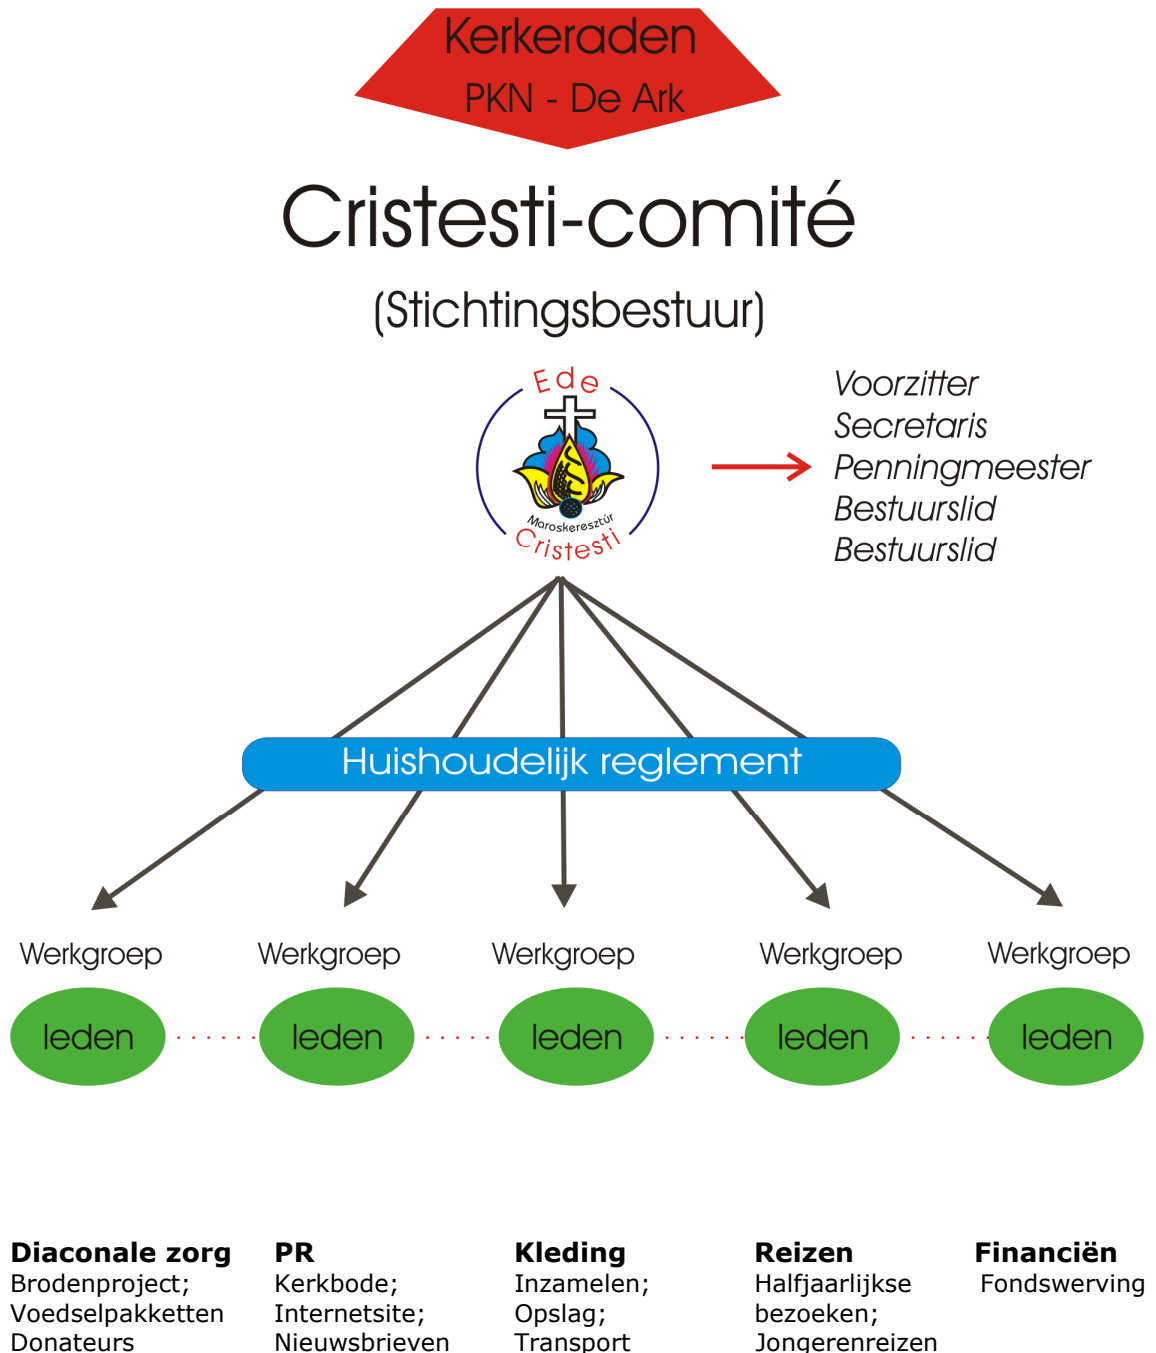 Kerkeraden
PKN - De Ark
Cristesti-comité
(Stichtingsbestuur)
Ede
Maroskeresztúr
Cristesti
Voorzitter
Secretaris
Penningmeester
Bestuurslid
Bestuurslid
Huishoudelijk reglement
Werkgroep Werkgroep Werkgroep Werkgroep Werkgroep
leden leden leden leden leden
Diaconale zorg
Brodenproject;
Voedselpakketten
Donateurs
PR
Kerkbode;
Internetsite;
Nieuwsbrieven
Kleding
Inzamelen;
Opslag;
Transport
Reizen
Halfjaarlijkse
bezoeken;
Jongerenreizen
Financiën
Fondswerving